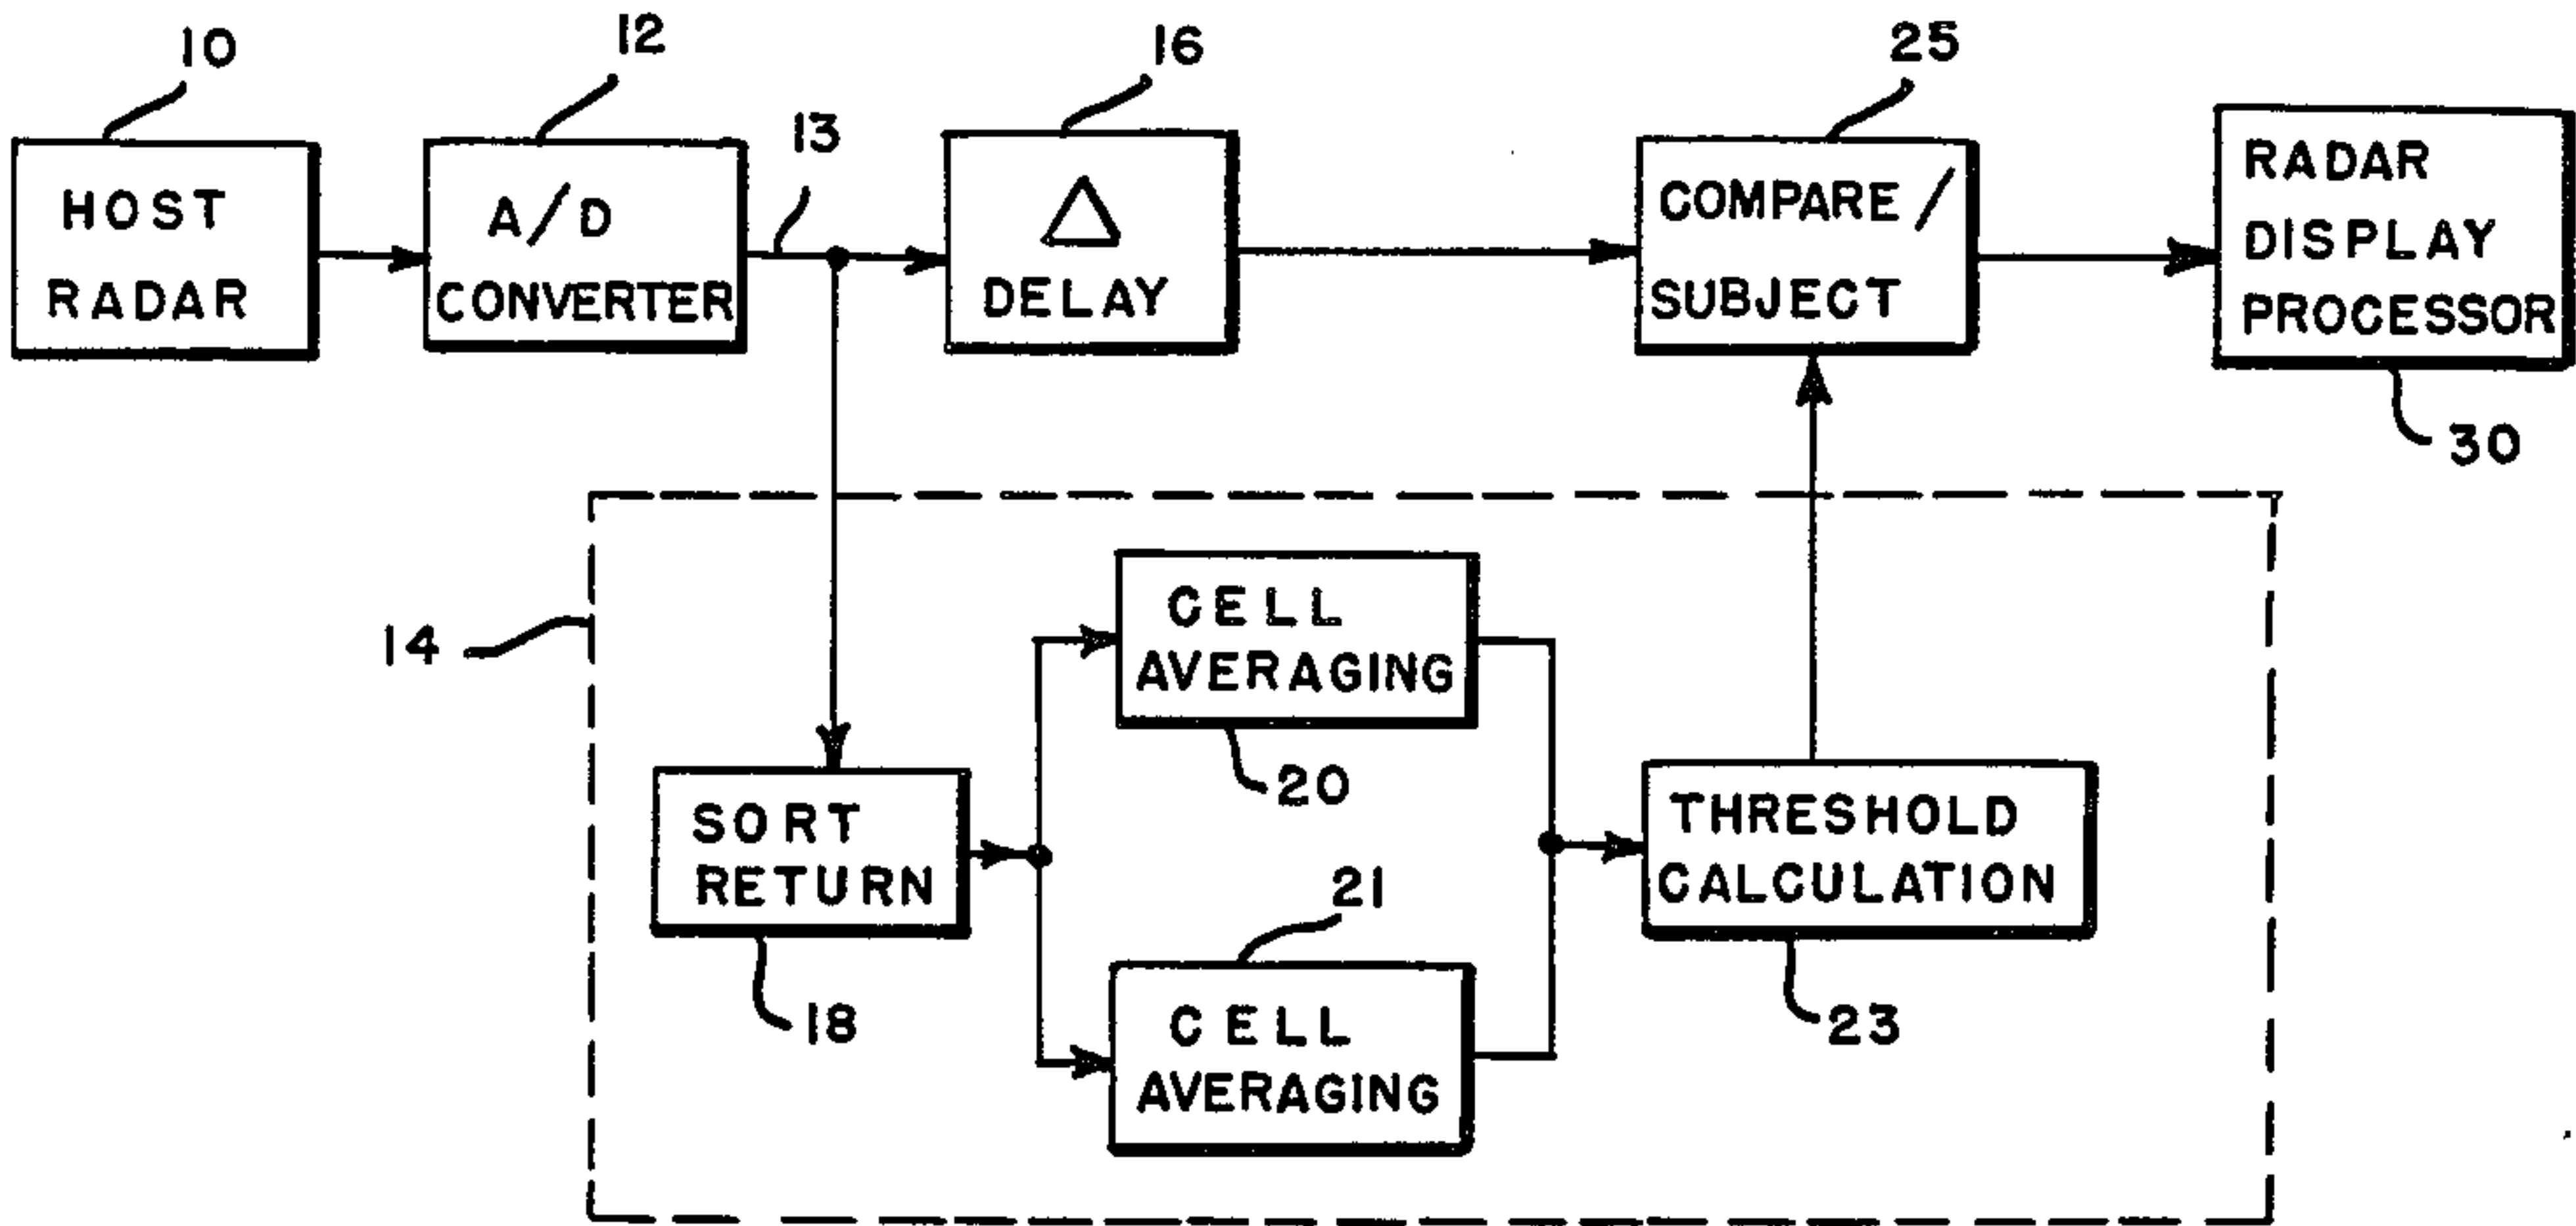 10
12
13
16
25
HOST
RADAR
A/D
CONVERTER
Δ
DELAY
COMPARE/
SUBJECT
RADAR
DISPLAY
PROCESSOR
30
14
CELL
AVERAGING
20
SORT
RETURN
18
21
CELL
AVERAGING
THRESHOLD
CALCULATION
23